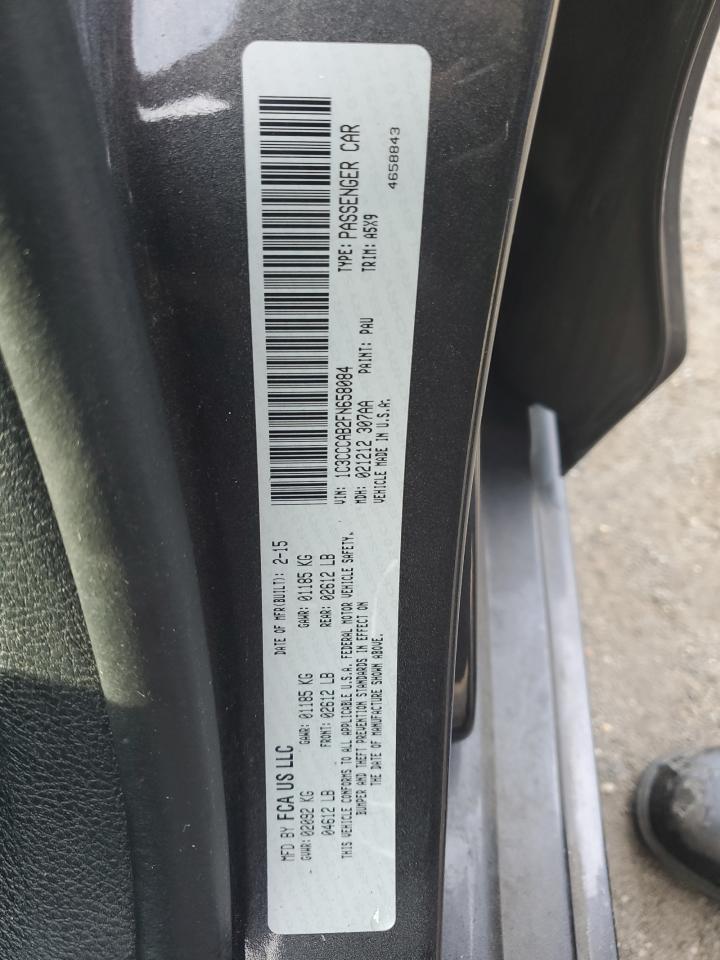 MFD BY FCA US LLC
DATE OF MFR(BUILT): 2-15
GVWR: 02092 KG
GAWR: 01185 KG
GAWR: 01185 KG
04612 LB
FRONT: 02612 LB
REAR: 02612 LB
THIS VEHICLE CONFORMS TO ALL APPLICABLE U.S.A. FEDERAL MOTOR VEHICLE SAFETY,
BUMPER AND THEFT PREVENTION STANDARDS IN EFFECT ON
THE DATE OF MANUFACTURE SHOWN ABOVE.
VIN: 1C3CCCAB2FN658084
TYPE: PASSENGER CAR
MDH: 021212 307AA
PAINT: PAU
TRIM: A5X9
VEHICLE MADE IN U.S.A.
4658843
4